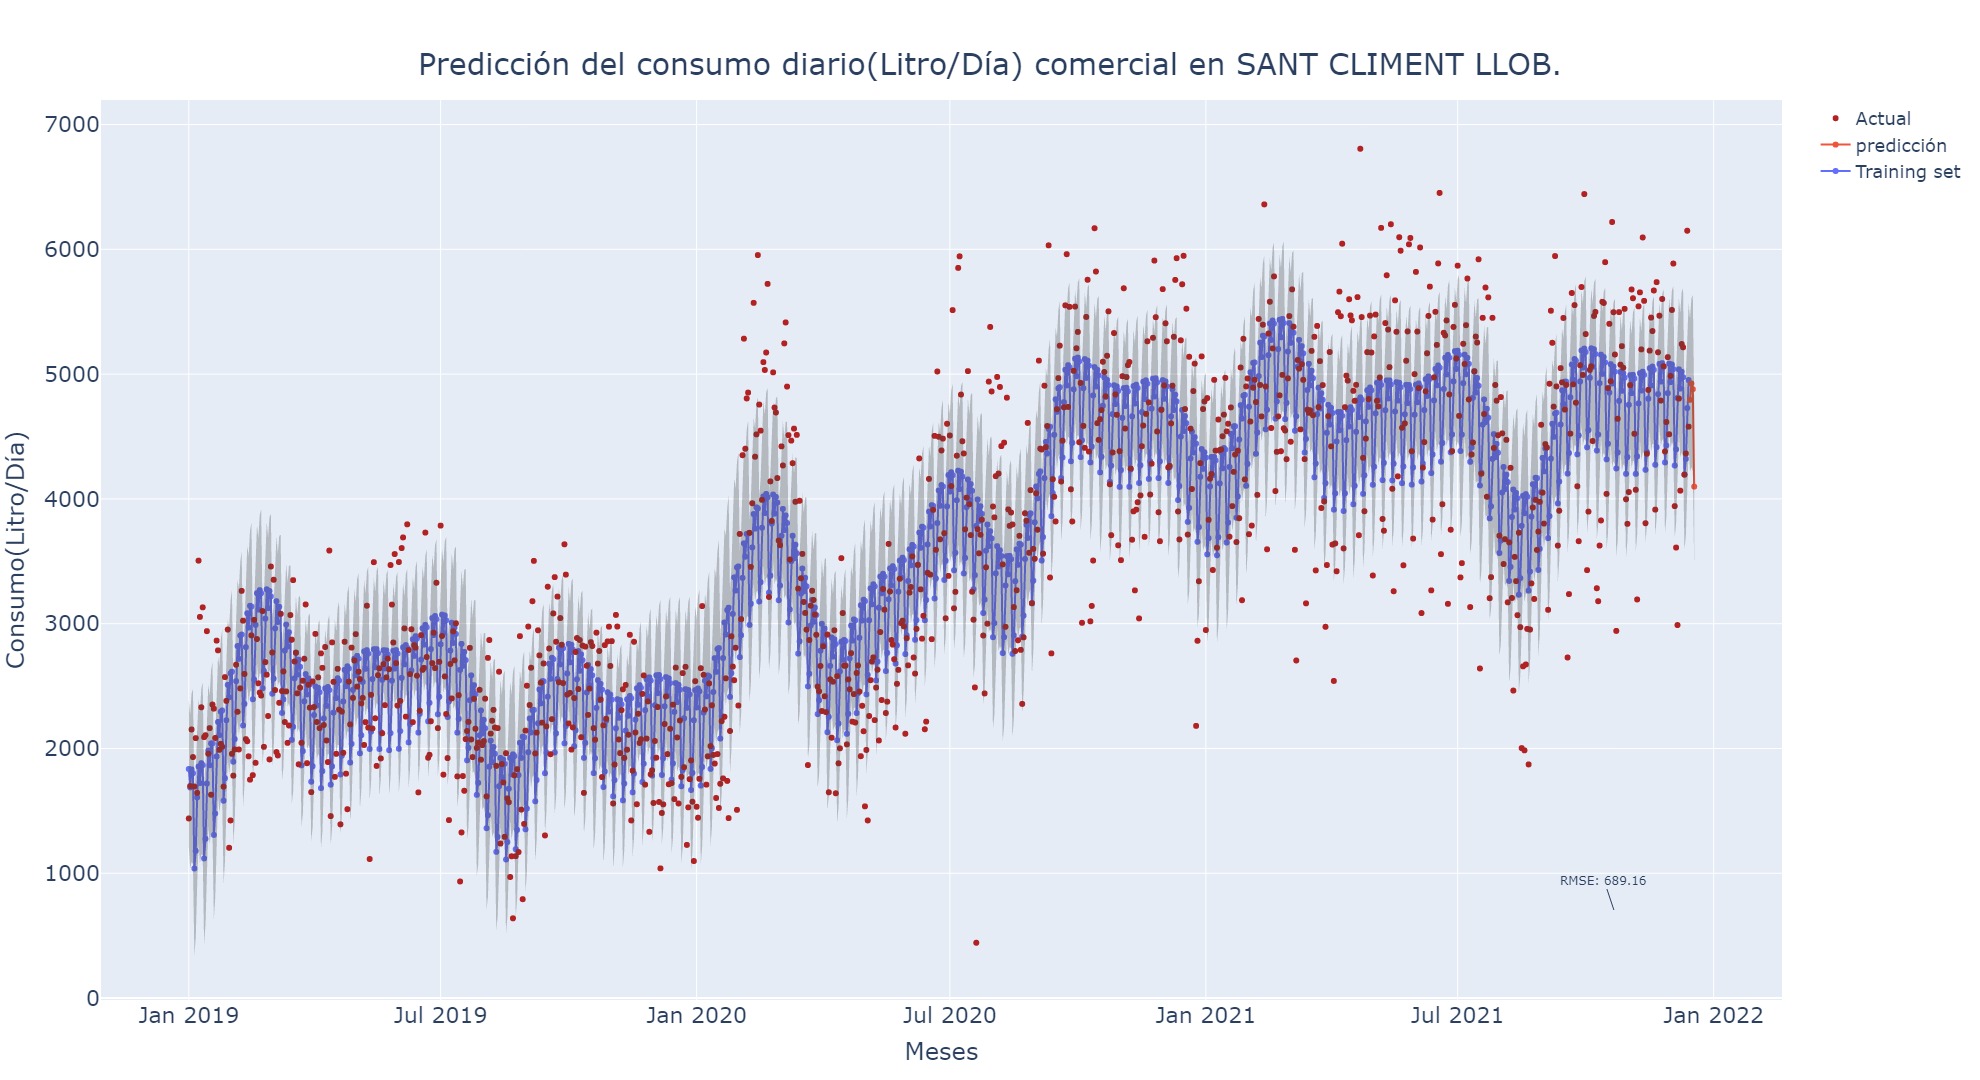 Predicción del consumo diario(Litro/Día) comercial en SANT CLIMENT LLOB.
Actual
predicción
Training set
Consumo(Litro/Día)
7000
6000
5000
4000
3000
2000
1000
0
RMSE: 689.16
Jan 2019
Jul 2019
Jan 2020
Jul 2020
Jan 2021
Jul 2021
Jan 2022
Meses